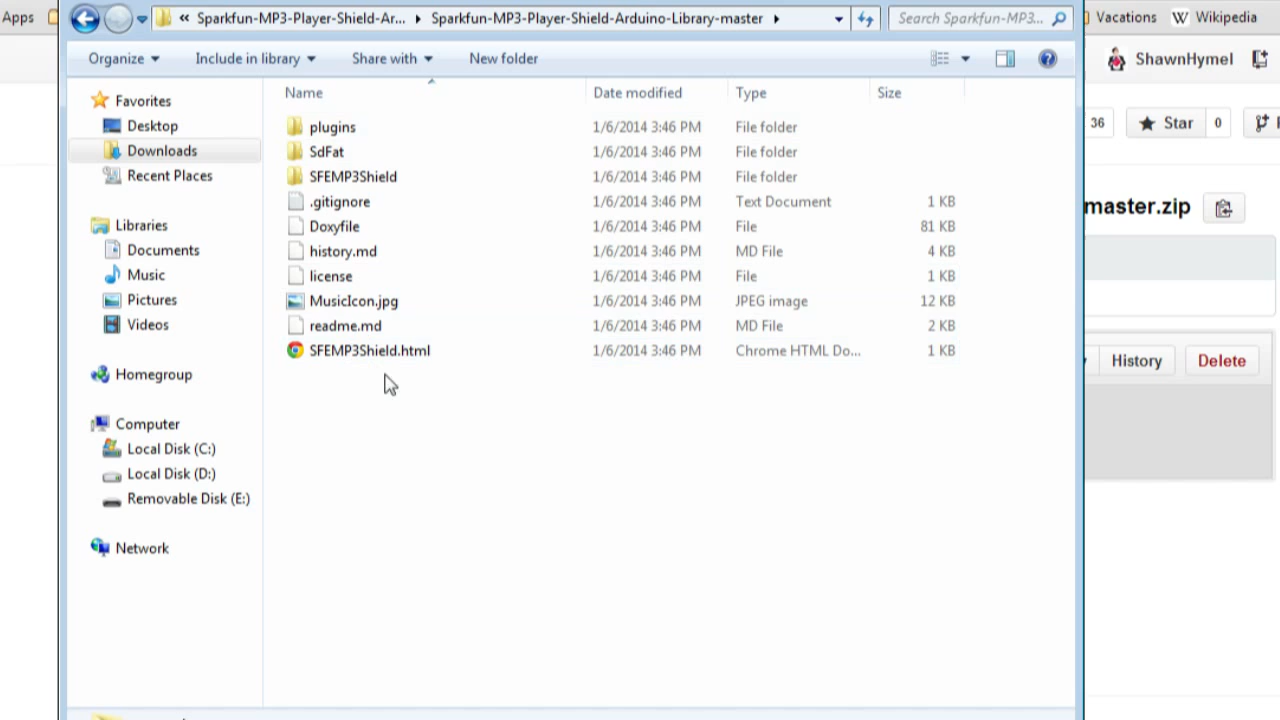 Apps
« Sparkfun-MP3-Player-Shield-Ar... Sparkfun-MP3-Player-Shield-Arduino-Library-master
Search Sparkfun-MP3...
Vacations W Wikipedia
Organize Include in library Share with New folder
ShawnHymel
Name Date modified Type Size
36 Star 0
master.zip
History Delete
Favorites
Desktop
Downloads
Recent Places
Libraries
Documents
Music
Pictures
Videos
Homegroup
Computer
Local Disk (C:)
Local Disk (D:)
Removable Disk (E:)
Network
plugins 1/6/2014 3:46 PM File folder
SdFat 1/6/2014 3:46 PM File folder
SFEMP3Shield 1/6/2014 3:46 PM File folder
.gitignore 1/6/2014 3:46 PM Text Document 1 KB
Doxyfile 1/6/2014 3:46 PM File 81 KB
history.md 1/6/2014 3:46 PM MD File 4 KB
license 1/6/2014 3:46 PM File 1 KB
MusicIcon.jpg 1/6/2014 3:46 PM JPEG image 12 KB
readme.md 1/6/2014 3:46 PM MD File 2 KB
SFEMP3Shield.html 1/6/2014 3:46 PM Chrome HTML Do... 1 KB